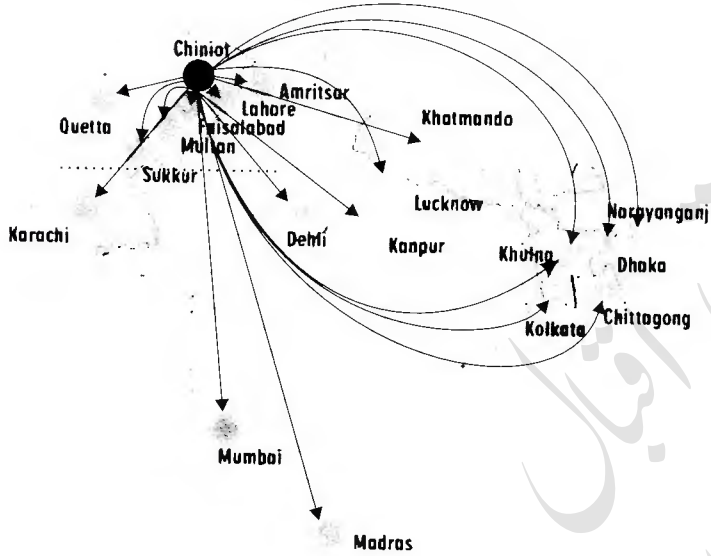 Chiniot
Amritsar
Lahore
Khatmando
Quetta
Faisalabad
Multan
Sukkur
Lucknow
Narayanganj
Karachi
Dehli
Kanpur
Khulna
Dhaka
Kolkata
Chittagong
Mumbai
Madras
اقبال